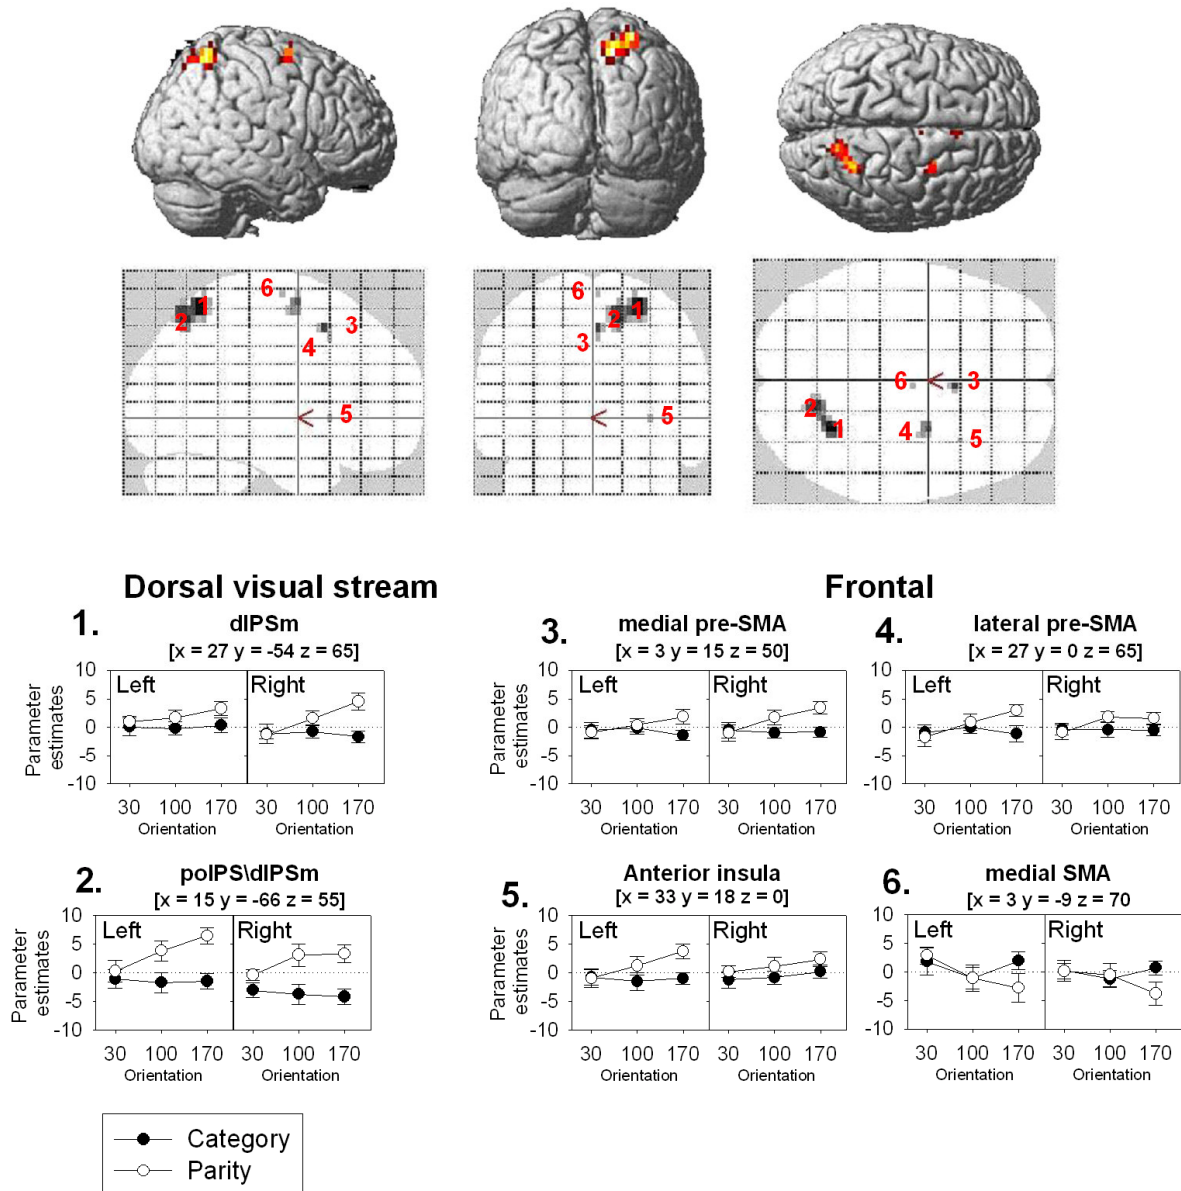 6
1
2
3
4
5
6
1
2
3
5
6
3
2
1
4
5
Dorsal visual stream
Frontal
1.
dIPSm
[x = 27 y = -54 z = 65]
Parameter
estimates
10
5
0
-5
-10
Left
Right
30 100 170 30 100 170
Orientation Orientation
3.
medial pre-SMA
[x = 3 y = 15 z = 50]
Parameter
estimates
10
5
0
-5
-10
Left
Right
30 100 170 30 100 170
Orientation Orientation
4.
lateral pre-SMA
[x = 27 y = 0 z = 65]
10
5
0
-5
-10
Left
Right
30 100 170 30 100 170
Orientation Orientation
2.
poIPS\dIPSm
[x = 15 y = -66 z = 55]
Parameter
estimates
10
5
0
-5
-10
Left
Right
30 100 170 30 100 170
Orientation Orientation
5.
Anterior insula
[x = 33 y = 18 z = 0]
Parameter
estimates
10
5
0
-5
-10
Left
Right
30 100 170 30 100 170
Orientation Orientation
6.
medial SMA
[x = 3 y = -9 z = 70
10
5
0
-5
-10
Left
Right
30 100 170 30 100 170
Orientation Orientation
Category
Parity